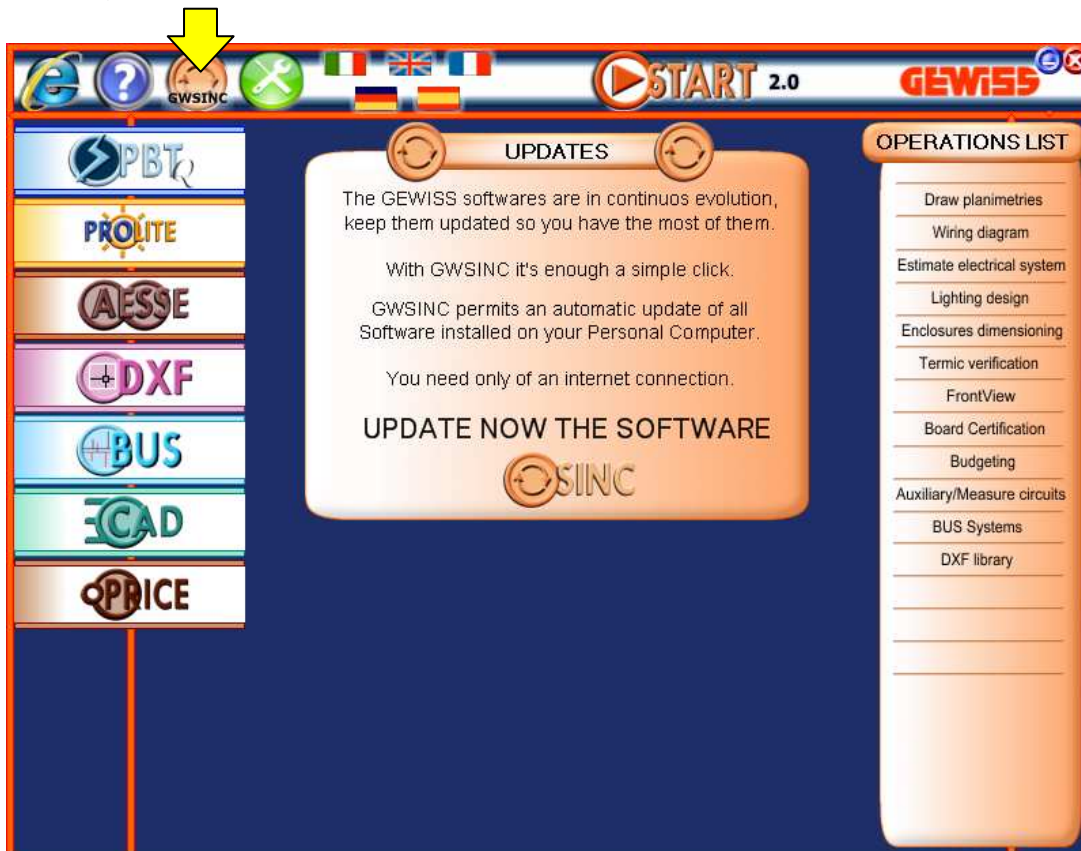 GWSINC
START 2.0
GEWISS
SPBTQ
PROLITE
AESSE
DXF
BUS
CAD
PRICE
UPDATES
The GEWISS softwares are in continuos evolution,
keep them updated so you have the most of them.
With GWSINC it's enough a simple click.
GWSINC permits an automatic update of all
Software installed on your Personal Computer.
You need only of an internet connection.
UPDATE NOW THE SOFTWARE
SINC
OPERATIONS LIST
Draw planimetries
Wiring diagram
Estimate electrical system
Lighting design
Enclosures dimensioning
Termic verification
FrontView
Board Certification
Budgeting
Auxiliary/Measure circuits
BUS Systems
DXF library